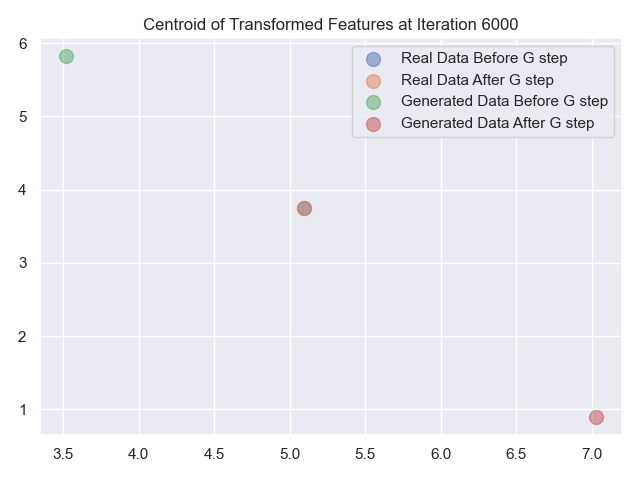 Centroid of Transformed Features at Iteration 6000
Real Data Before G step
Real Data After G step
Generated Data Before G step
Generated Data After G step
6
5
4
3
2
1
3.5 4.0 4.5 5.0 5.5 6.0 6.5 7.0